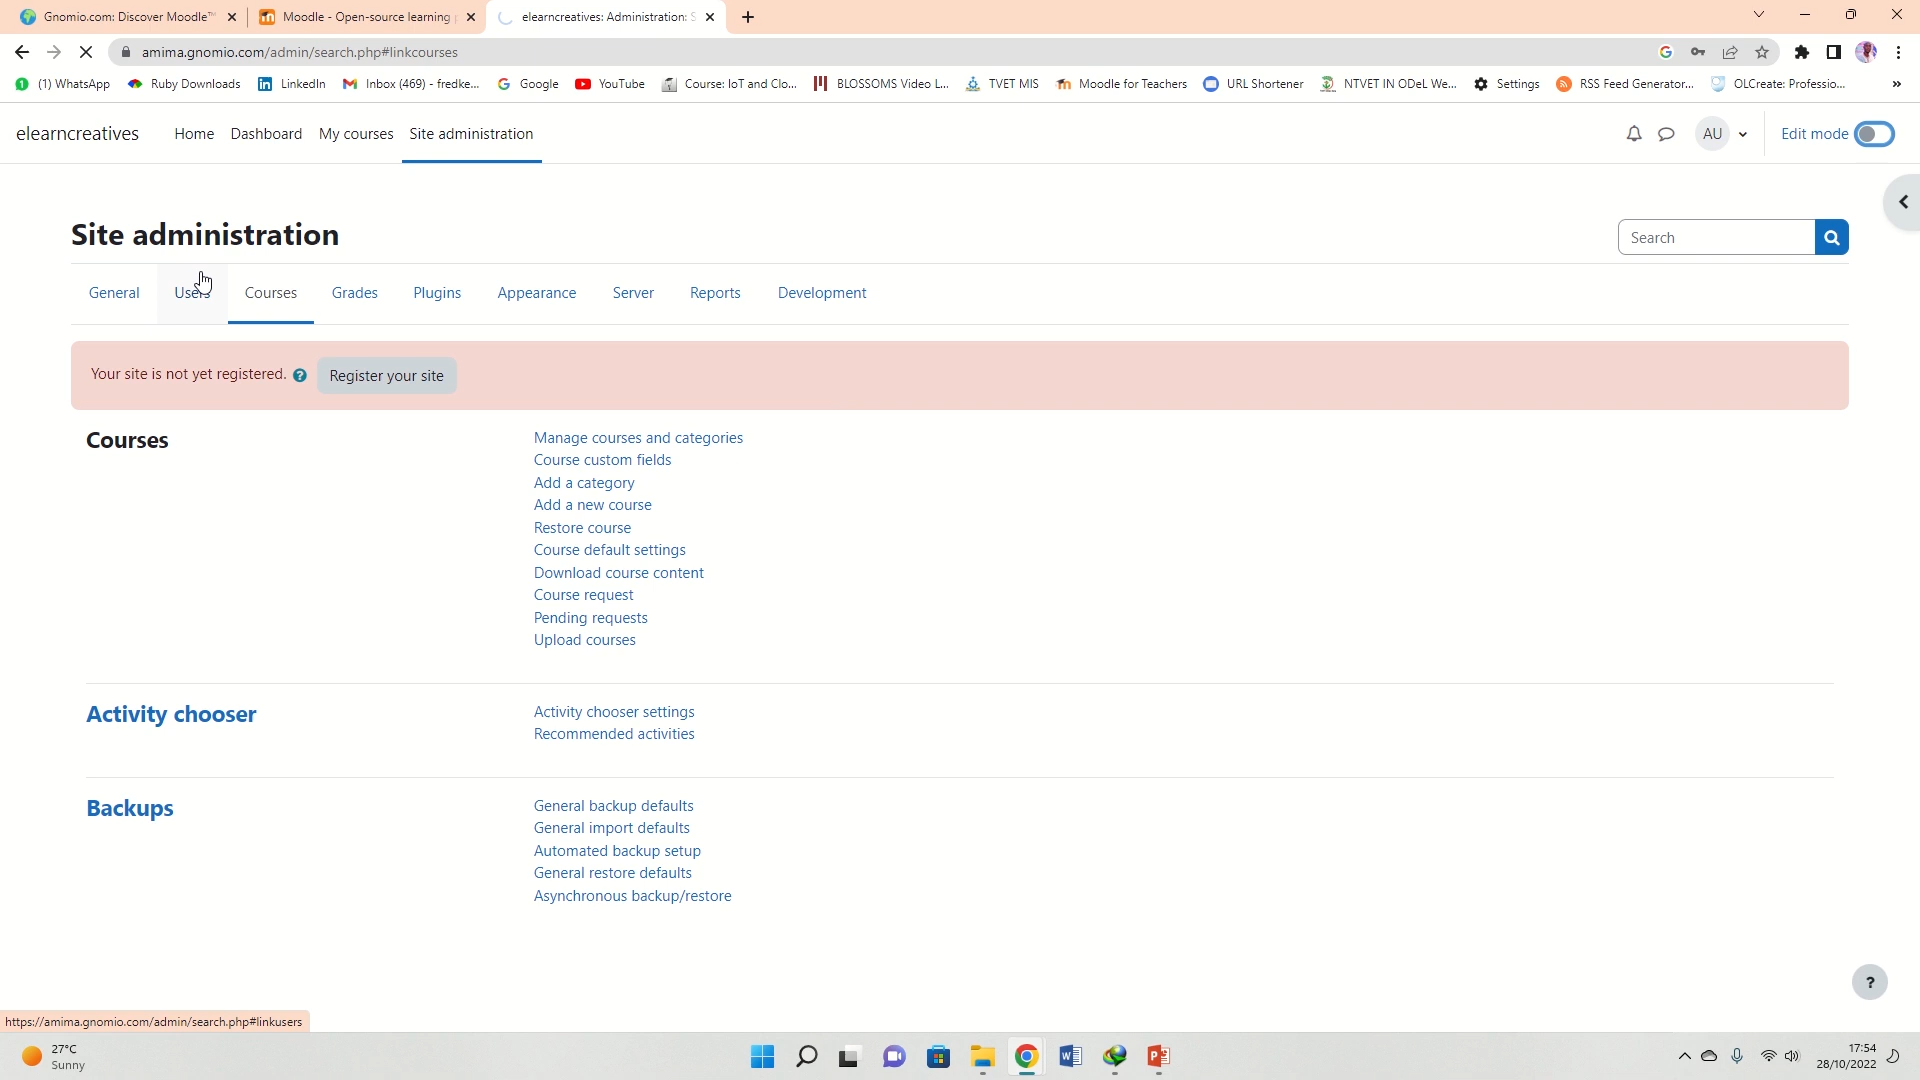 Gnomio.com: Discover Moodle™
Moodle - Open-source learning p
elearncreatives: Administration: S
amima.gnomio.com/admin/search.php#linkcourses
(1) WhatsApp
Ruby Downloads
LinkedIn
Inbox (469) - fredke...
Google
YouTube
Course: IoT and Clo...
BLOSSOMS Video L...
TVET MIS
Moodle for Teachers
URL Shortener
NTVET IN ODeL We...
Settings
RSS Feed Generator...
OLCreate: Professio...
elearncreatives
Home
Dashboard
My courses
Site administration
AU
Edit mode
Site administration
Search
General
Users
Courses
Grades
Plugins
Appearance
Server
Reports
Development
Your site is not yet registered.
Register your site
Courses
Manage courses and categories
Course custom fields
Add a category
Add a new course
Restore course
Course default settings
Download course content
Course request
Pending requests
Upload courses
Activity chooser
Activity chooser settings
Recommended activities
Backups
General backup defaults
General import defaults
Automated backup setup
General restore defaults
Asynchronous backup/restore
?
https://amima.gnomio.com/admin/search.php#linkusers
27°C
Sunny
17:54
28/10/2022